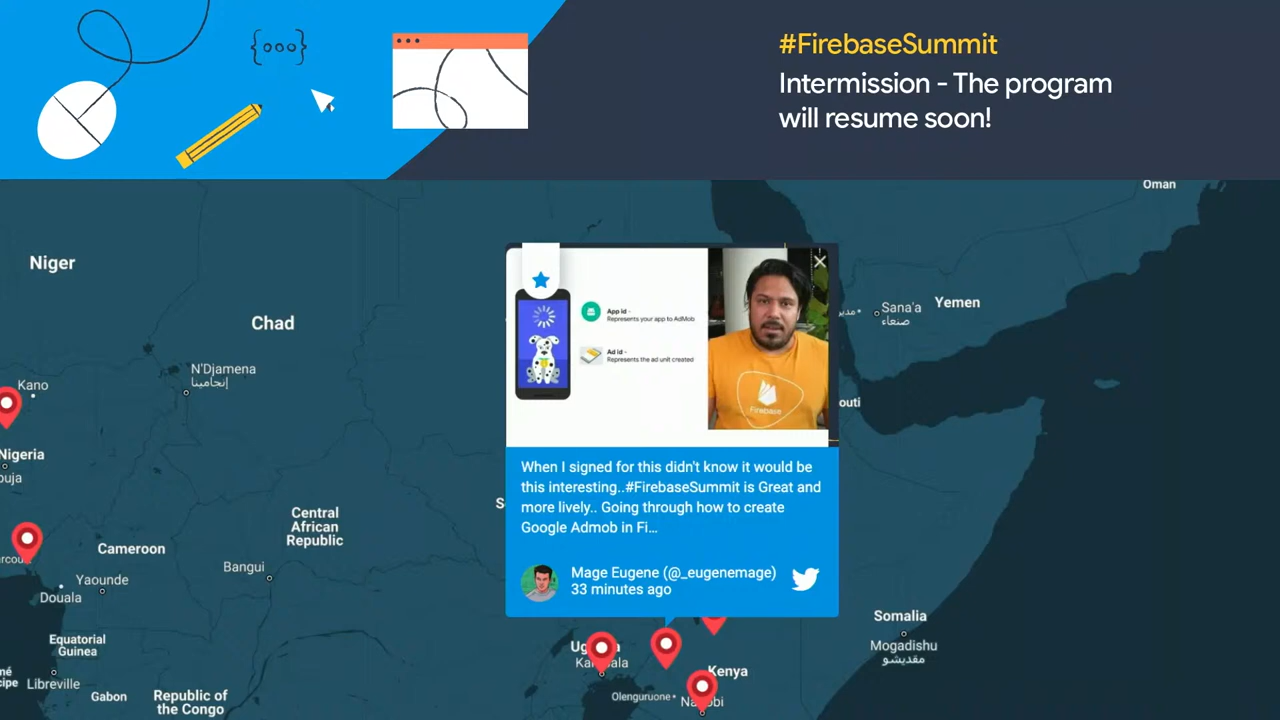 #FirebaseSummit
Intermission - The program
will resume soon!
Oman
Niger
Chad
N'Djamena
إنجامينا
Kano
Nigeria
Cameroon
Yaounde
Douala
Central
African
Republic
Bangui
Equatorial
Guinea
Libreville
Gabon
Republic of
the Congo
App id -
Represents your app to AdMob
Ad id -
Represents the ad unit created
Firebase
When I signed for this didn't know it would be
this interesting..#FirebaseSummit is Great and
more lively.. Going through how to create
Google Admob in Fi...
Mage Eugene (@_eugenemage)
33 minutes ago
Sana'a
صنعاء
Yemen
outi
Somalia
Mogadishu
مقديشو
Kenya
Olenguruone